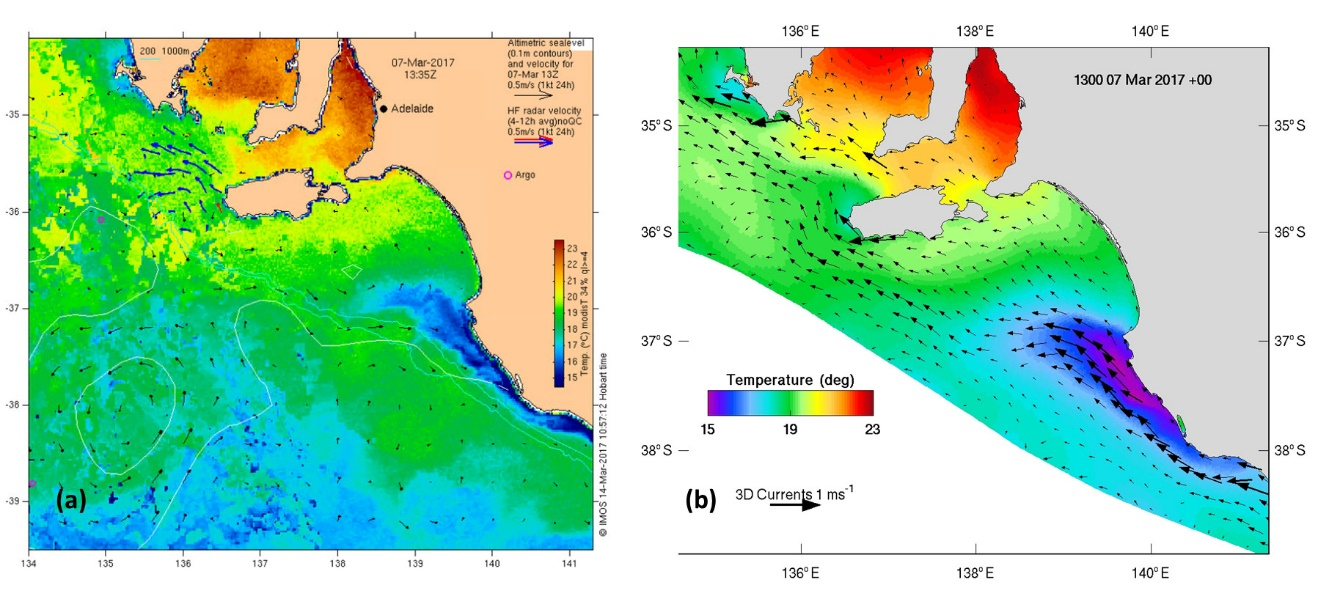 200 1000m
Altimetric sealevel
(0.1m contours)
and velocity for
07-Mar 13Z
0.5m/s (1kt 24h)
07-Mar-2017
13:35Z
HF radar velocity
(4-12h avg)noQC
0.5m/s (1kt 24h)
Adelaide
Argo
-35
-36
-37
-38
-39
23
22
21
20
19
18
17
16
15
Temp. (°C) modisT 34% ql>=4
© IMOS 14-Mar-2017 10:57:12 Hobart time
(a)
134 135 136 137 138 139 140 141
136°E 138°E 140°E
1300 07 Mar 2017 +00
35°S 35°S
36°S 36°S
37°S 37°S
38°S 38°S
Temperature (deg)
15 19 23
3D Currents 1 ms-1
(b)
136°E 138°E 140°E